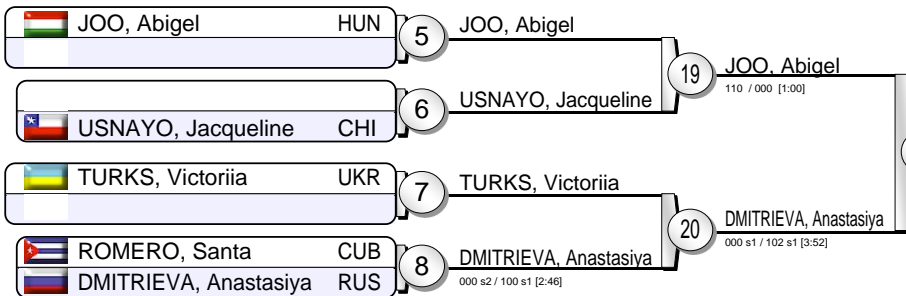 JOO, Abigel HUN
5
JOO, Abigel
6
USNAYO, Jacqueline CHI
USNAYO, Jacqueline
19
JOO, Abigel
110 / 000 [1:00]
TURKS, Victoriia UKR
7
TURKS, Victoriia
ROMERO, Santa CUB
8
DMITRIEVA, Anastasiya RUS
DMITRIEVA, Anastasiya
000 s2 / 100 s1 [2:46]
20
DMITRIEVA, Anastasiya
000 s1 / 102 s1 [3:52]